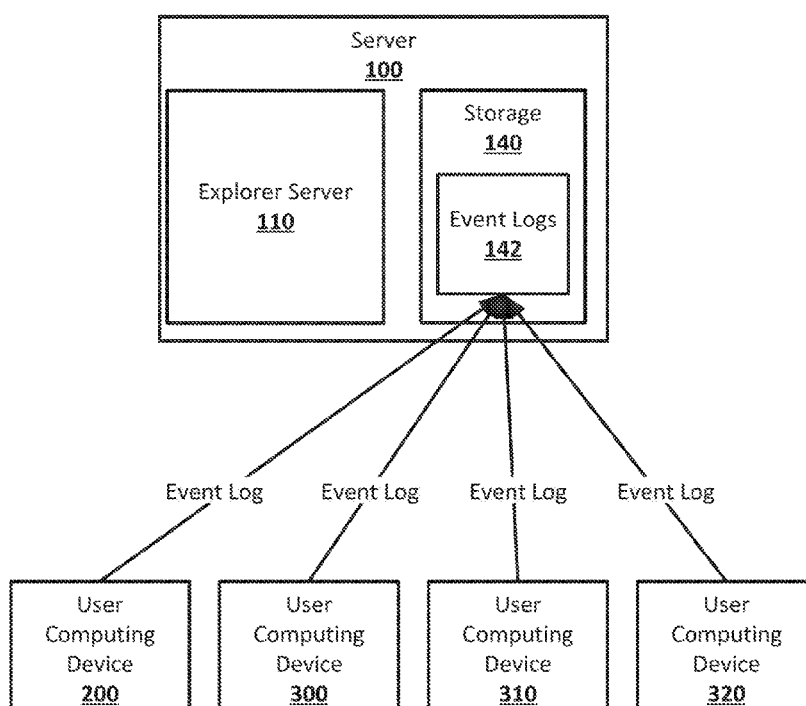 Server
100
Explorer Server
110
Storage
140
Event Logs
142
Event Log
Event Log
Event Log
Event Log
User
Computing
Device
200
User
Computing
Device
300
User
Computing
Device
310
User
Computing
Device
320